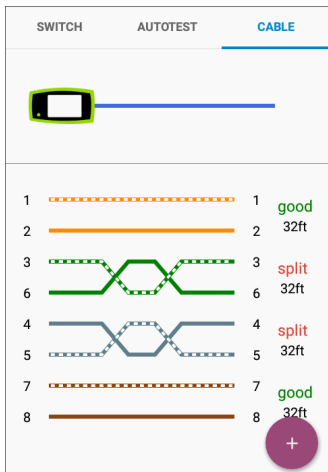 SWITCH AUTOTEST CABLE
1 1 good
2 2 32ft
3 3 split
6 6 32ft
4 4 split
5 5 32ft
7 7 good
8 8 32ft
+